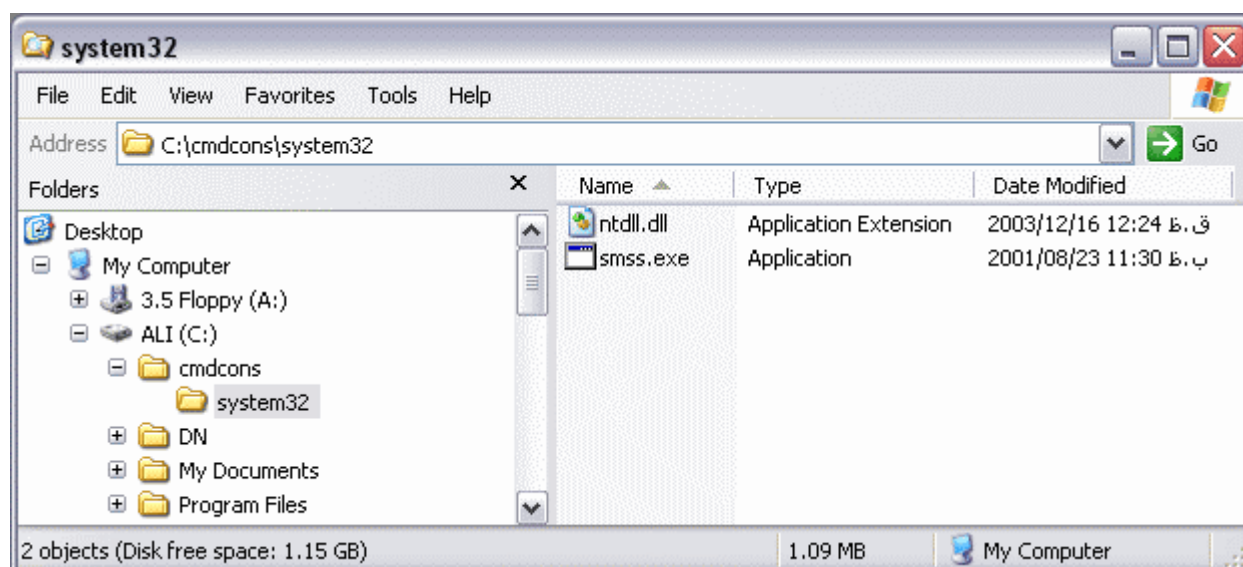 system32
File Edit View Favorites Tools Help
Address C:\cmdcons\system32 Go
Folders
Desktop
My Computer
3.5 Floppy (A:)
ALI (C:)
cmdcons
system32
DN
My Documents
Program Files
Name Type Date Modified
ntdll.dll Application Extension 2003/12/16 12:24 ق.ظ
smss.exe Application 2001/08/23 11:30 ب.ظ
2 objects (Disk free space: 1.15 GB) 1.09 MB My Computer